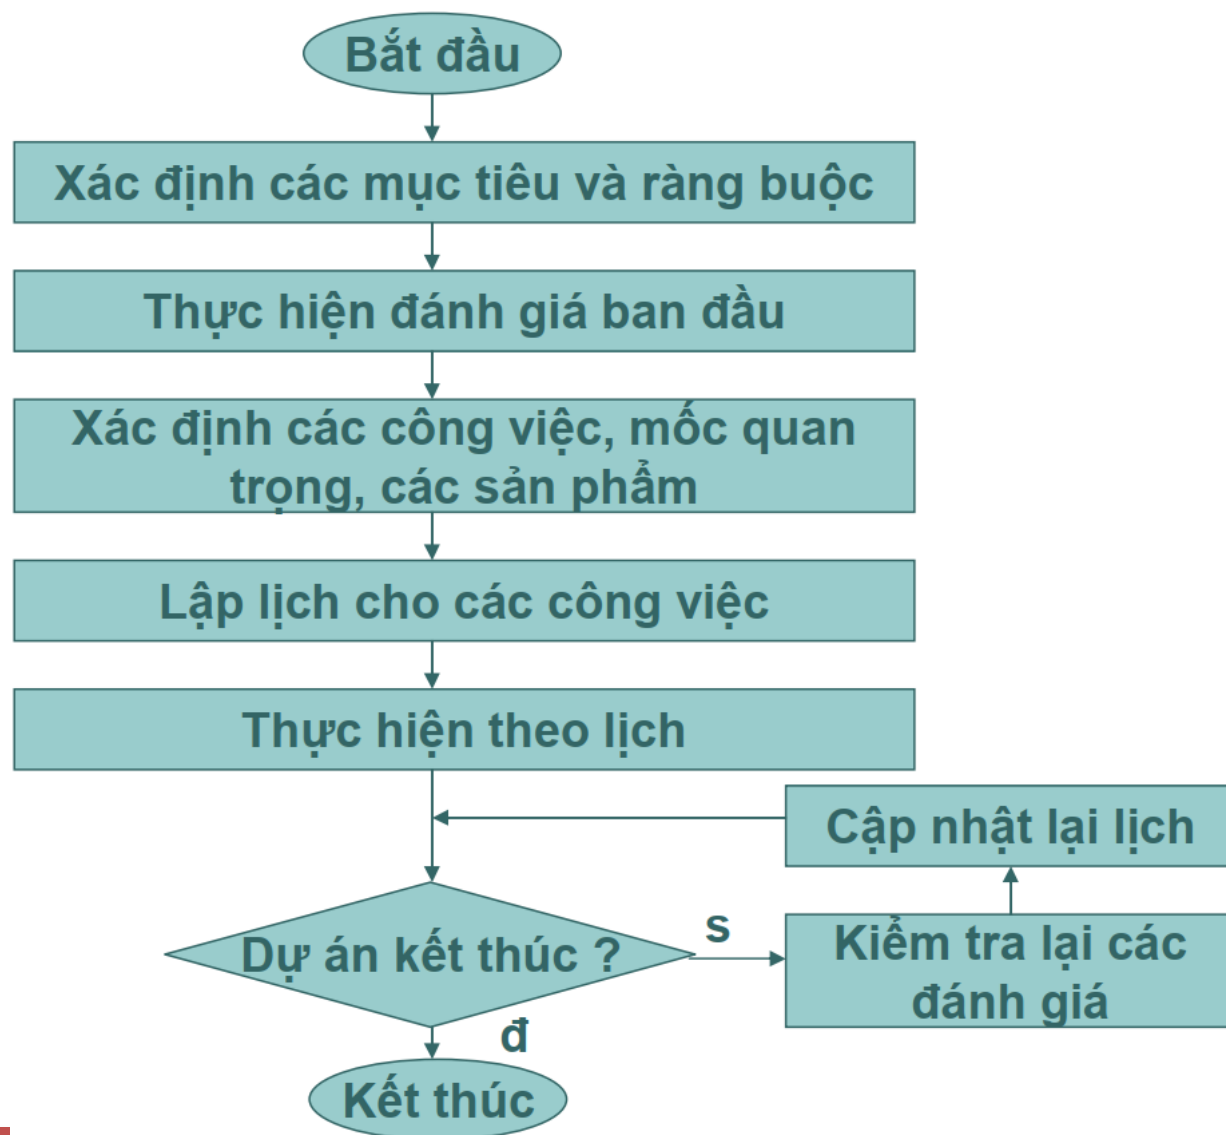 Bắt đầu
Xác định các mục tiêu và ràng buộc
Thực hiện đánh giá ban đầu
Xác định các công việc, mốc quan
trọng, các sản phẩm
Lập lịch cho các công việc
Thực hiện theo lịch
Cập nhật lại lịch
Dự án kết thúc ?
s
Kiểm tra lại các
đánh giá
đ
Kết thúc